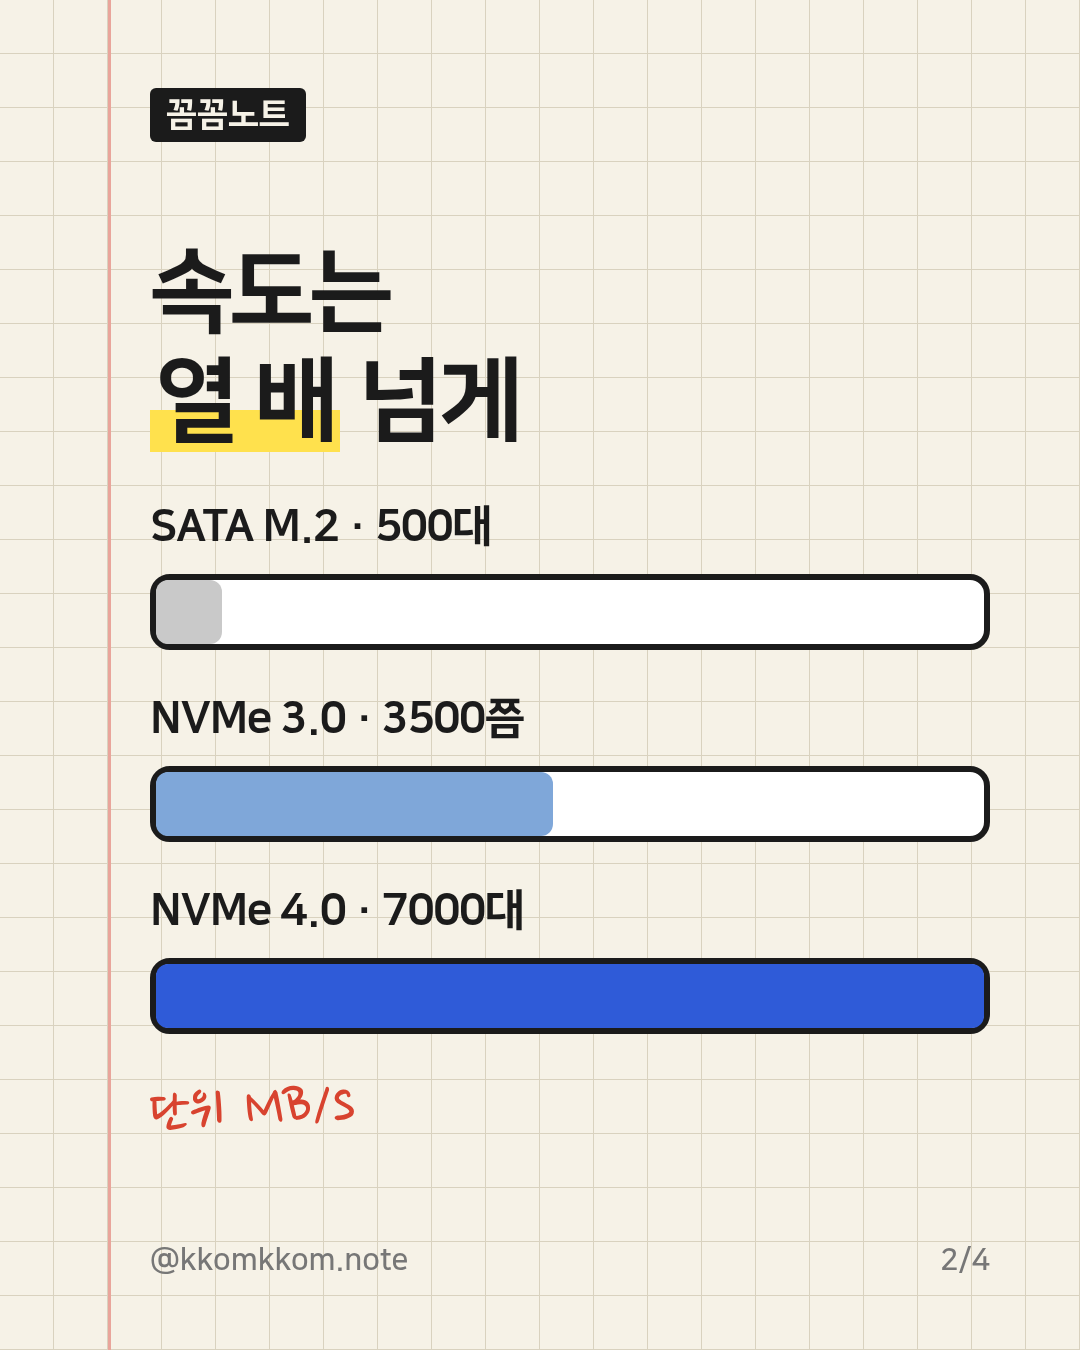 꼼꼼노트
속도는
열 배 넘게
SATA M.2 · 500대
NVMe 3.0 · 3500쯤
NVMe 4.0 · 7000대
단위 MB/S
@kkomkkom.note
2/4